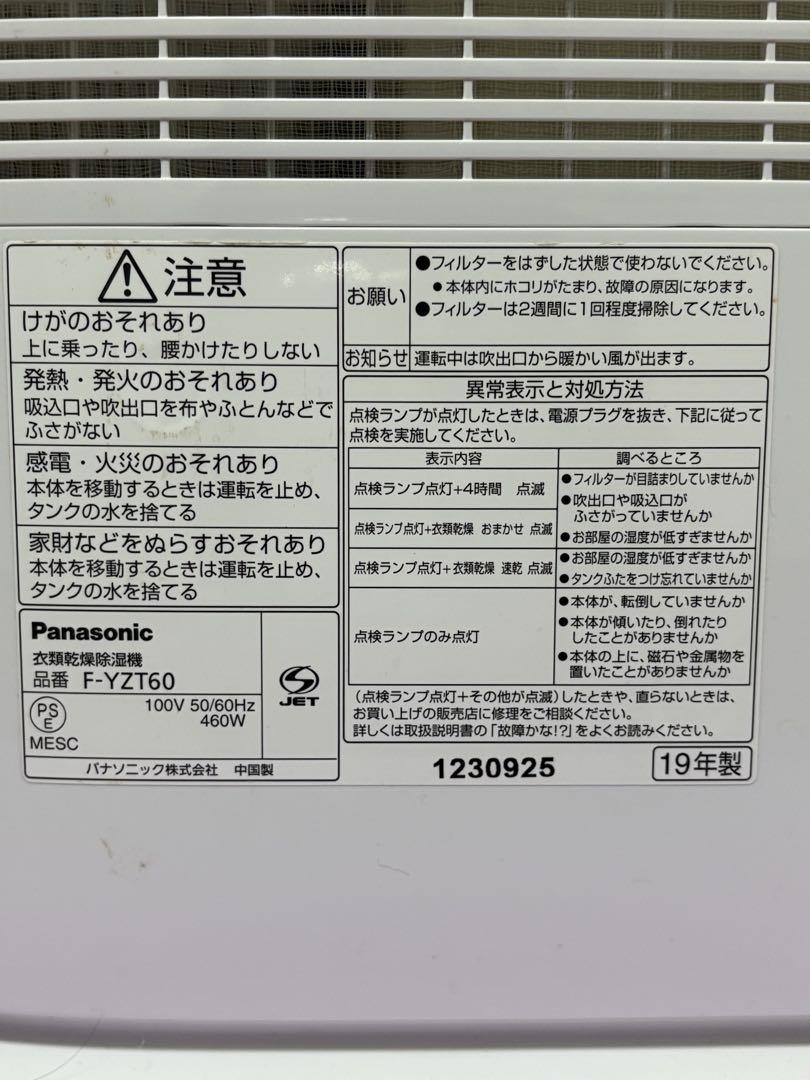 注意
けがのおそれあり
上に乗ったり、腰かけたりしない
発熱・発火のおそれあり
吸込口や吹出口を布やふとんなどで
ふさがない
感電・火災のおそれあり
本体を移動するときは運転を止め、
タンクの水を捨てる
家財などをぬらすおそれあり
本体を移動するときは運転を止め、
タンクの水を捨てる
Panasonic
衣類乾燥除湿機
品番 F-YZT60
100V 50/60Hz
460W
PS
E
MESC
S
JET
パナソニック株式会社 中国製
お願い
●フィルターをはずした状態で使わないでください。
●本体内にホコリがたまり、故障の原因になります。
●フィルターは2週間に1回程度掃除してください。
お知らせ 運転中は吹出口から暖かい風が出ます。
異常表示と対処方法
点検ランプが点灯したときは、電源プラグを抜き、下記に従って
点検を実施してください。
表示内容 調べるところ
点検ランプ点灯+4時間 点滅
点検ランプ点灯+衣類乾燥 おまかせ 点滅
●フィルターが目詰まりしていませんか
●吹出口や吸込口が
ふさがっていませんか
●お部屋の湿度が低すぎませんか
点検ランプ点灯+衣類乾燥 速乾 点滅
●お部屋の湿度が低すぎませんか
●タンクふたをつけ忘れていませんか
点検ランプのみ点灯
●本体が、転倒していませんか
●本体が傾いたり、倒れたり
したことがありませんか
●本体の上に、磁石や金属物を
置いたことがありませんか
(点検ランプ点灯+その他が点滅)したときや、直らないときは、
お買い上げの販売店に修理をご相談ください。
詳しくは取扱説明書の「故障かな!?」をよくお読みください。
1230925
19年製